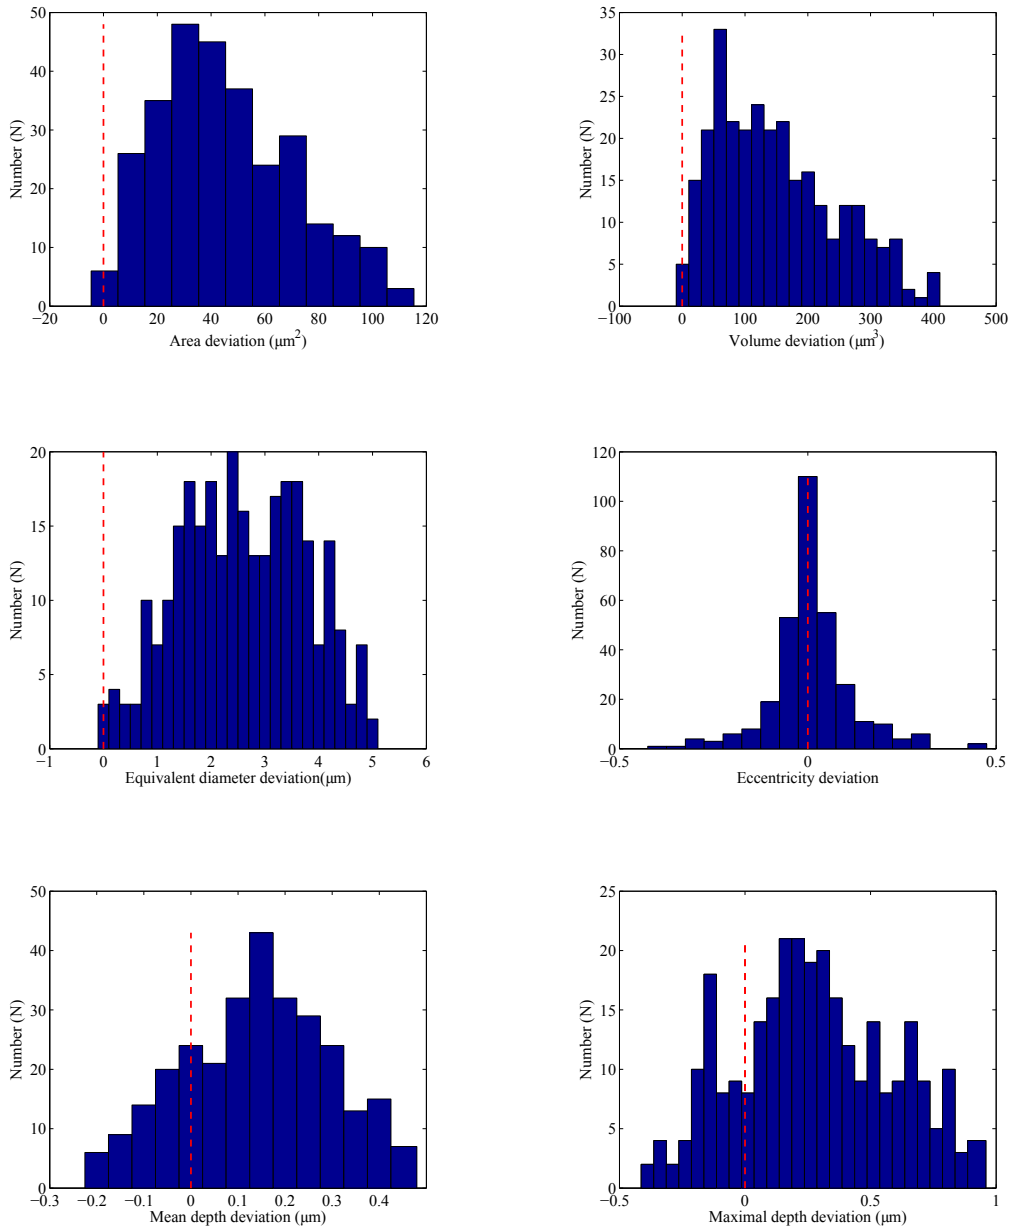 50
40
30
20
10
0
Number (N)
−20 0 20 40 60 80 100 120
Area deviation (µm²)
35
30
25
20
15
10
5
0
Number (N)
−100 0 100 200 300 400 500
Volume deviation (µm³)
20
15
10
5
0
Number (N)
−1 0 1 2 3 4 5 6
Equivalent diameter deviation(µm)
120
100
80
60
40
20
0
Number (N)
−0.5 0 0.5
Eccentricity deviation
50
40
30
20
10
0
Number (N)
−0.3 −0.2 −0.1 0 0.1 0.2 0.3 0.4
Mean depth deviation (µm)
25
20
15
10
5
0
Number (N)
−0.5 0 0.5 1
Maximal depth deviation (µm)